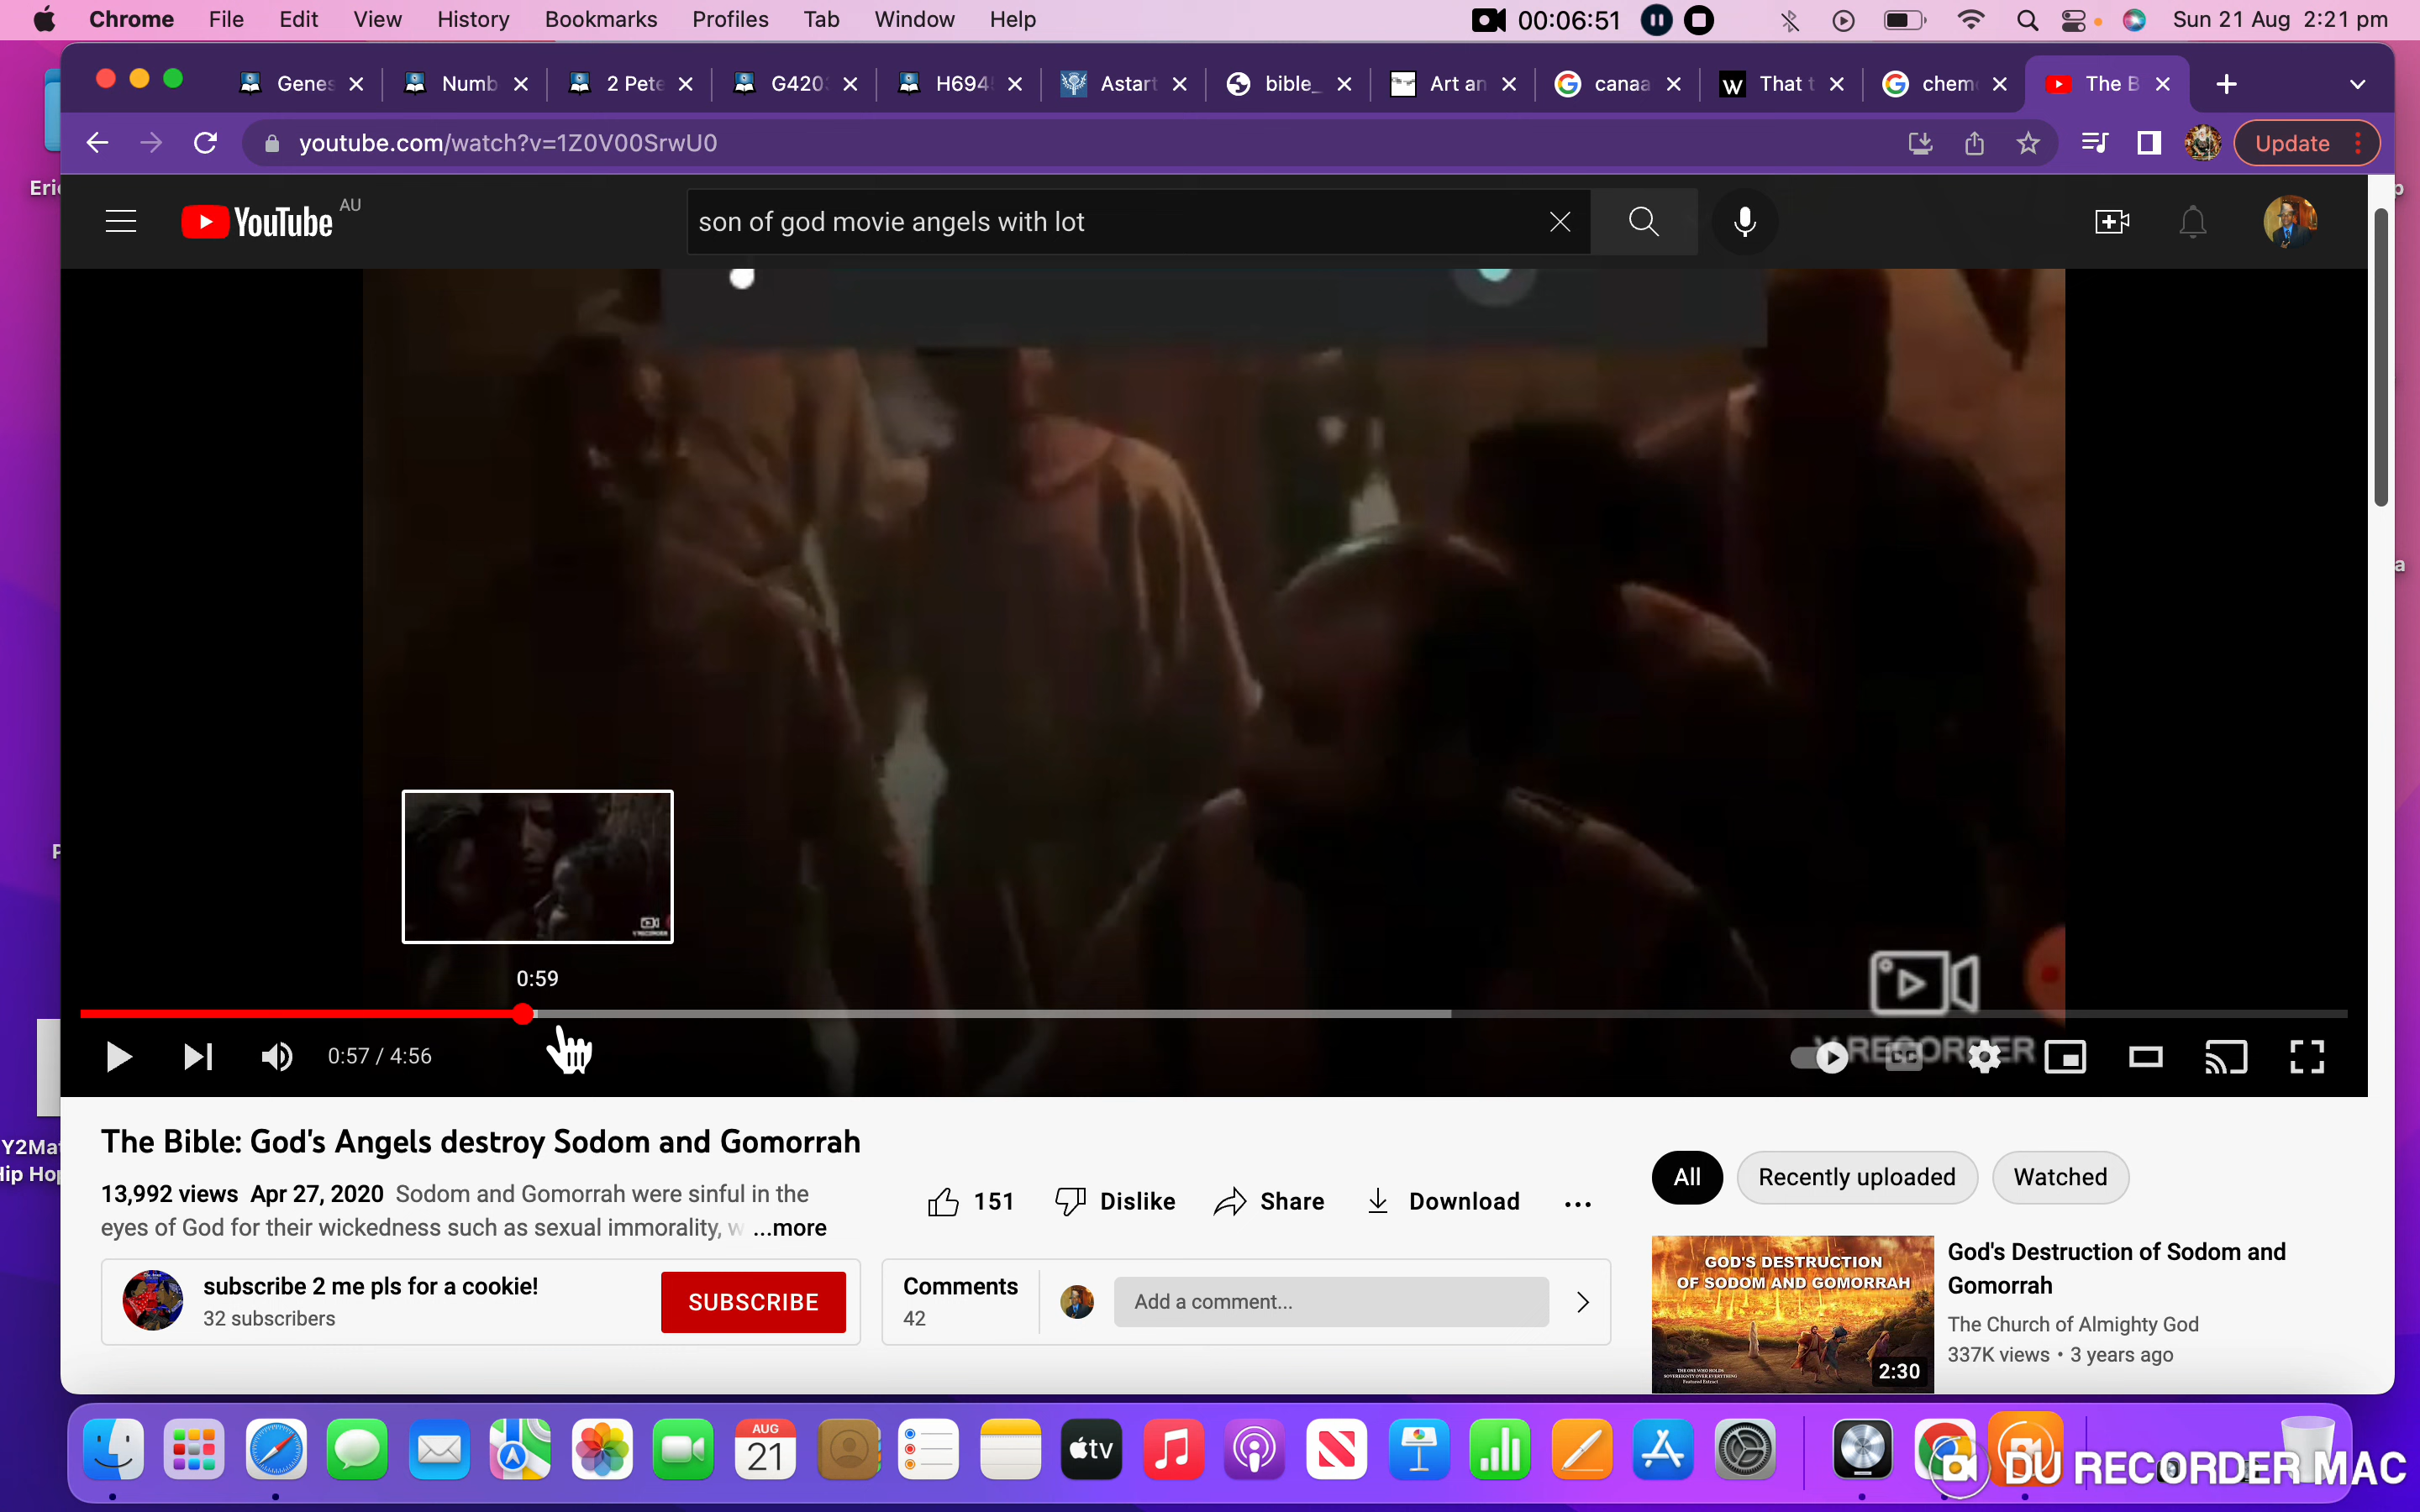 Chrome File Edit View History Bookmarks Profiles Tab Window Help 00:06:51 Sun 21 Aug 2:21 pm
Genes Numb 2 Pete G420 H694 Astart bible_ Art an canaa That t chem The B
youtube.com/watch?v=1Z0V00SrwU0 Update
Eric
YouTube AU son of god movie angels with lot
0:59
0:57 / 4:56
V RECORDER
The Bible: God's Angels destroy Sodom and Gomorrah
13,992 views Apr 27, 2020 Sodom and Gomorrah were sinful in the
eyes of God for their wickedness such as sexual immorality, w ...more
151 Dislike Share Download ...
subscribe 2 me pls for a cookie!
32 subscribers
SUBSCRIBE
Comments
42
Add a comment...
All Recently uploaded Watched
GOD'S DESTRUCTION
OF SODOM AND GOMORRAH
2:30
God's Destruction of Sodom and
Gomorrah
The Church of Almighty God
337K views • 3 years ago
Y2Mat
Hip Hop
AUG
21
tv
DU RECORDER MAC